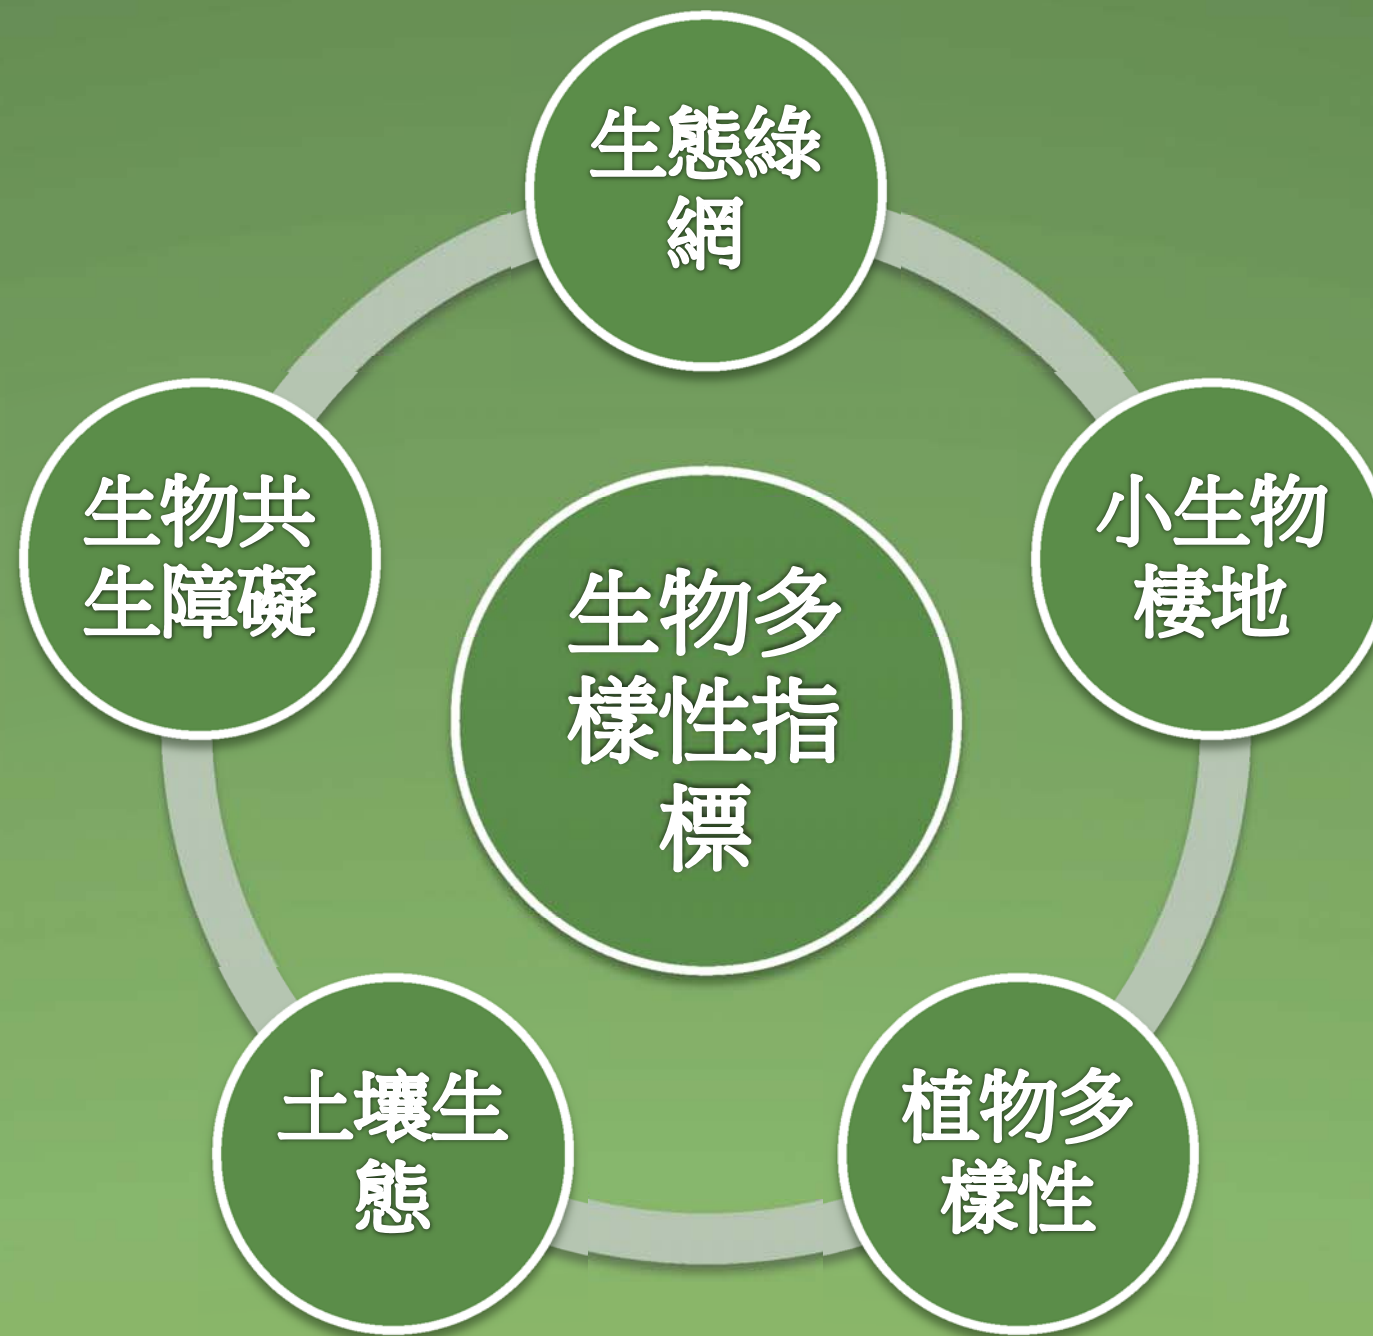 生態綠
網
小生物
棲地
植物多
樣性
土壤生
態
生物共
生障礙
生物多
樣性指
標